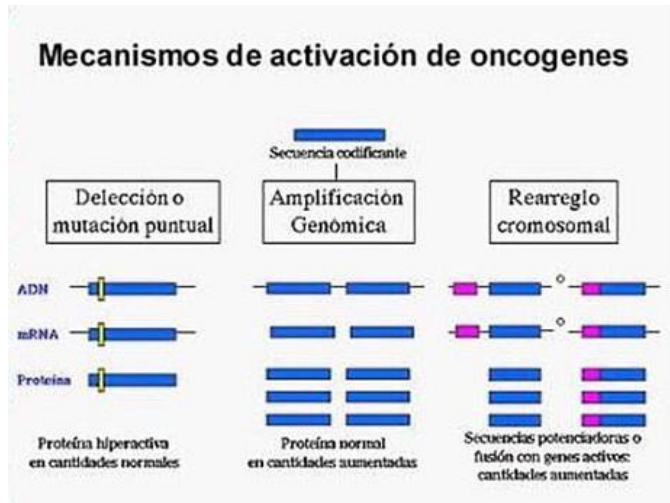 Mecanismos de activación de oncogenes
Secuencia codificante
Delección o
mutación puntual
Amplificación
Genómica
Rearreglo
cromosomal
ADN
o
mRNA
o
Proteína
Proteína hiperactiva
en cantidades normales
Proteína normal
en cantidades aumentadas
Secuencias potenciadoras o
fusión con genes activos:
cantidades aumentadas